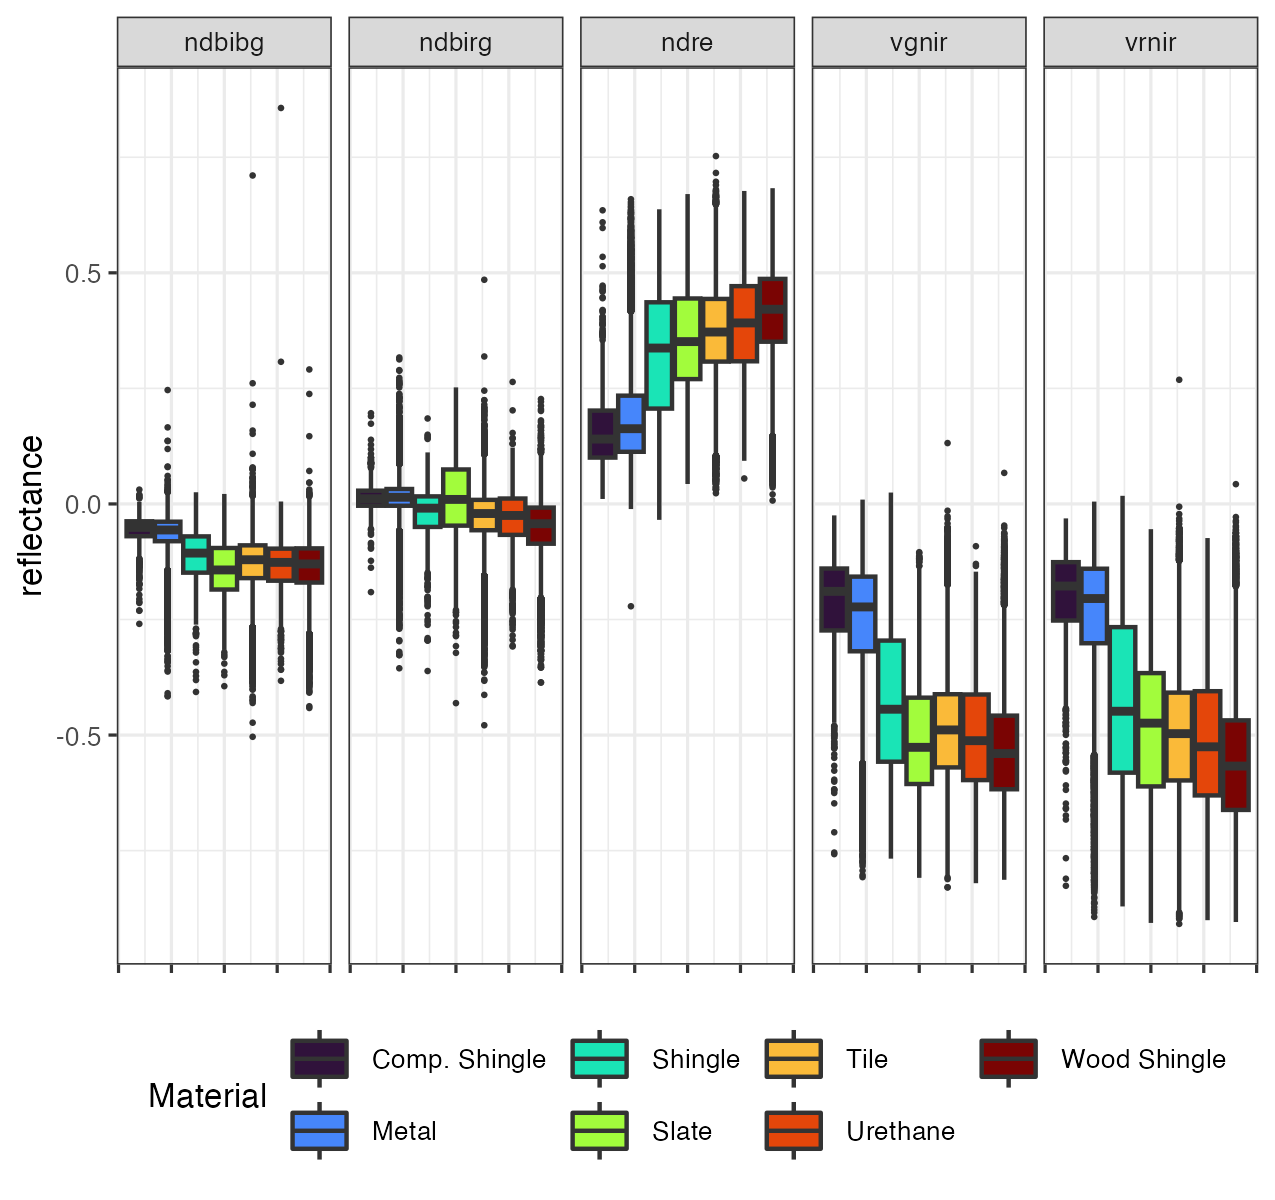 ndbibg ndbirg ndre vgnir vrnir
0.5
0.0
-0.5
reflectance
Material
Comp. Shingle Shingle Tile Wood Shingle
Metal Slate Urethane